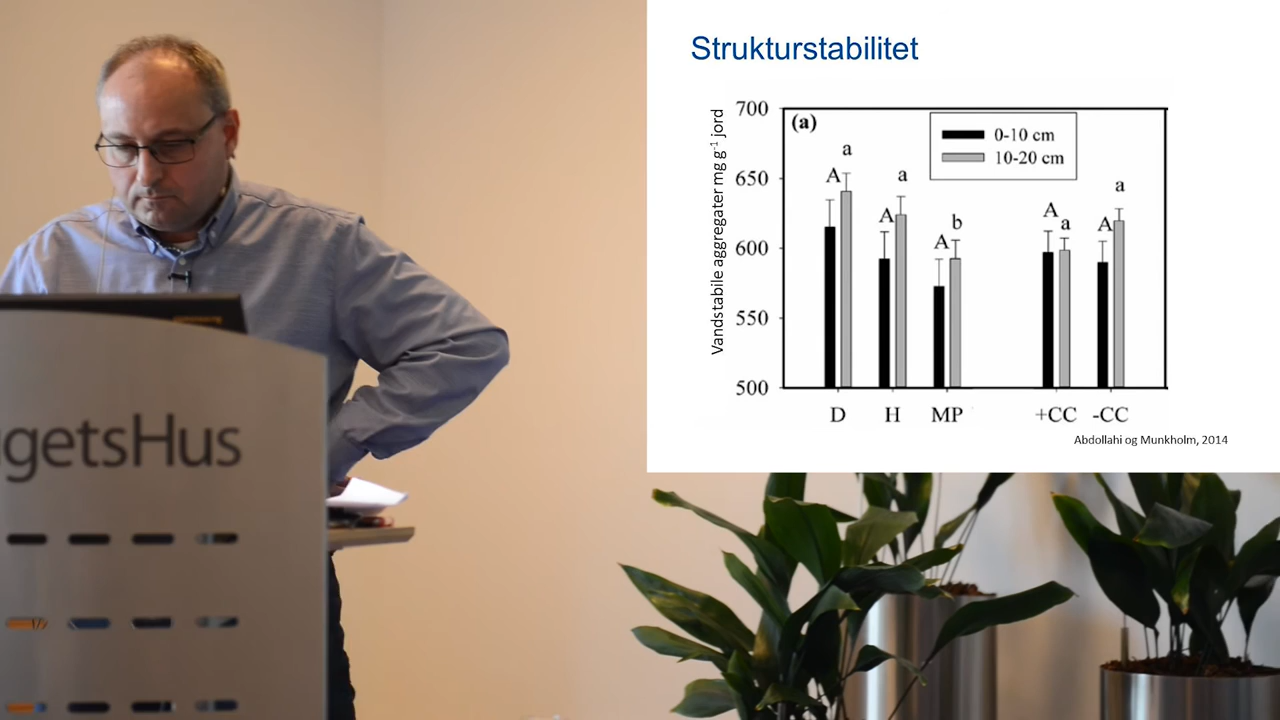 Strukturstabilitet
Vandstabile aggregater mg g⁻¹ jord
700
650
600
550
500
(a)
0-10 cm
10-20 cm
A a
A a
A b
A a
A a
D H MP +CC -CC
Abdollahi og Munkholm, 2014
getsHus